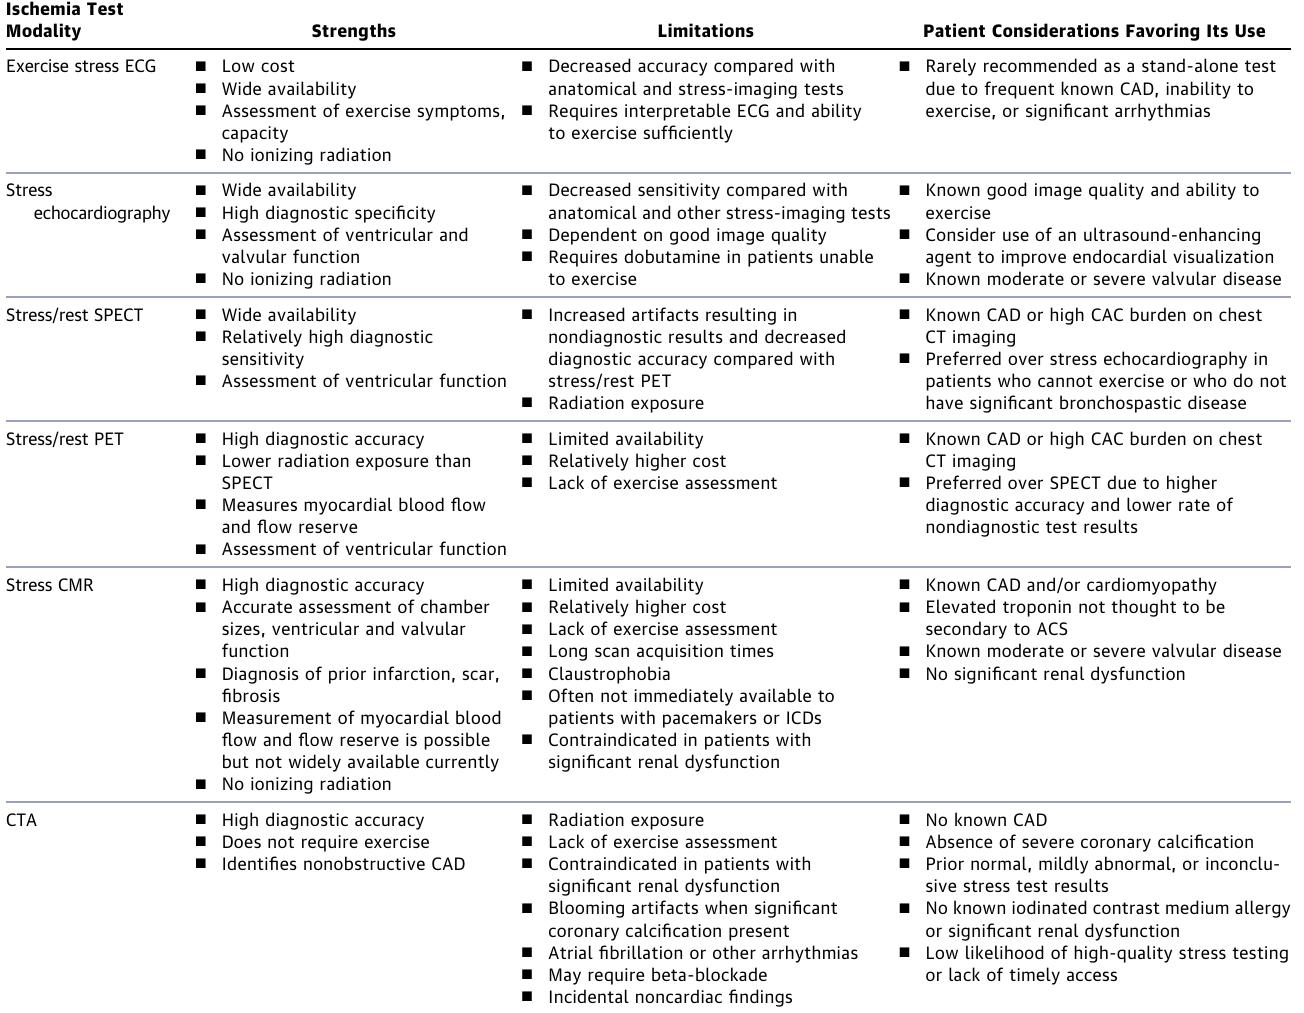 Ischemia Test
Modality
Strengths
Limitations
Patient Considerations Favoring Its Use
Exercise stress ECG
■ Low cost
■ Wide availability
■ Assessment of exercise symptoms,
capacity
■ No ionizing radiation
■ Decreased accuracy compared with
anatomical and stress-imaging tests
■ Requires interpretable ECG and ability
to exercise sufficiently
■ Rarely recommended as a stand-alone test
due to frequent known CAD, inability to
exercise, or significant arrhythmias
Stress
echocardiography
■ Wide availability
■ High diagnostic specificity
■ Assessment of ventricular and
valvular function
■ No ionizing radiation
■ Decreased sensitivity compared with
anatomical and other stress-imaging tests
■ Dependent on good image quality
■ Requires dobutamine in patients unable
to exercise
■ Known good image quality and ability to
exercise
■ Consider use of an ultrasound-enhancing
agent to improve endocardial visualization
■ Known moderate or severe valvular disease
Stress/rest SPECT
■ Wide availability
■ Relatively high diagnostic
sensitivity
■ Assessment of ventricular function
■ Increased artifacts resulting in
nondiagnostic results and decreased
diagnostic accuracy compared with
stress/rest PET
■ Radiation exposure
■ Known CAD or high CAC burden on chest
CT imaging
■ Preferred over stress echocardiography in
patients who cannot exercise or who do not
have significant bronchospastic disease
Stress/rest PET
■ High diagnostic accuracy
■ Lower radiation exposure than
SPECT
■ Measures myocardial blood flow
and flow reserve
■ Assessment of ventricular function
■ Limited availability
■ Relatively higher cost
■ Lack of exercise assessment
■ Known CAD or high CAC burden on chest
CT imaging
■ Preferred over SPECT due to higher
diagnostic accuracy and lower rate of
nondiagnostic test results
Stress CMR
■ High diagnostic accuracy
■ Accurate assessment of chamber
sizes, ventricular and valvular
function
■ Diagnosis of prior infarction, scar,
fibrosis
■ Measurement of myocardial blood
flow and flow reserve is possible
but not widely available currently
■ No ionizing radiation
■ Limited availability
■ Relatively higher cost
■ Lack of exercise assessment
■ Long scan acquisition times
■ Claustrophobia
■ Often not immediately available to
patients with pacemakers or ICDs
■ Contraindicated in patients with
significant renal dysfunction
■ Known CAD and/or cardiomyopathy
■ Elevated troponin not thought to be
secondary to ACS
■ Known moderate or severe valvular disease
■ No significant renal dysfunction
CTA
■ High diagnostic accuracy
■ Does not require exercise
■ Identifies nonobstructive CAD
■ Radiation exposure
■ Lack of exercise assessment
■ Contraindicated in patients with
significant renal dysfunction
■ Blooming artifacts when significant
coronary calcification present
■ Atrial fibrillation or other arrhythmias
■ May require beta-blockade
■ Incidental noncardiac findings
■ No known CAD
■ Absence of severe coronary calcification
■ Prior normal, mildly abnormal, or inconclu-
sive stress test results
■ No known iodinated contrast medium allergy
or significant renal dysfunction
■ Low likelihood of high-quality stress testing
or lack of timely access